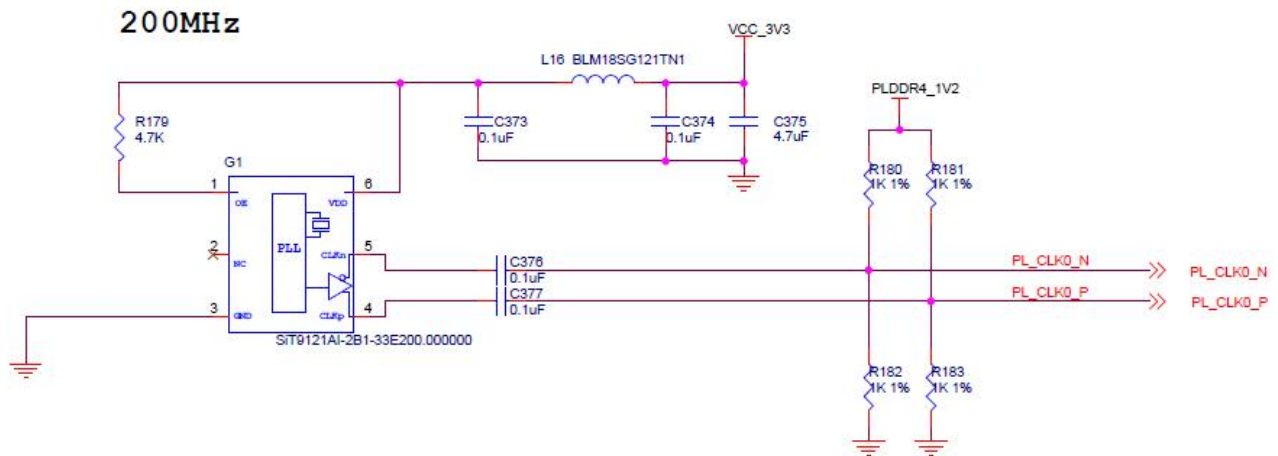 200MHz
VCC_3V3
L16 BLM18SG121TN1
PLDDR4_1V2
R179
4.7K
C373
0.1uF
C374
0.1uF
C375
4.7uF
G1
R180
1K 1%
R181
1K 1%
1
6
OE
VDD
PLL
2
5
NC
CLKn
C376
0.1uF
PL_CLK0_N
PL_CLK0_N
C377
0.1uF
PL_CLK0_P
PL_CLK0_P
3
4
GND
CLKp
SiT9121AI-2B1-33E200.000000
R182
1K 1%
R183
1K 1%